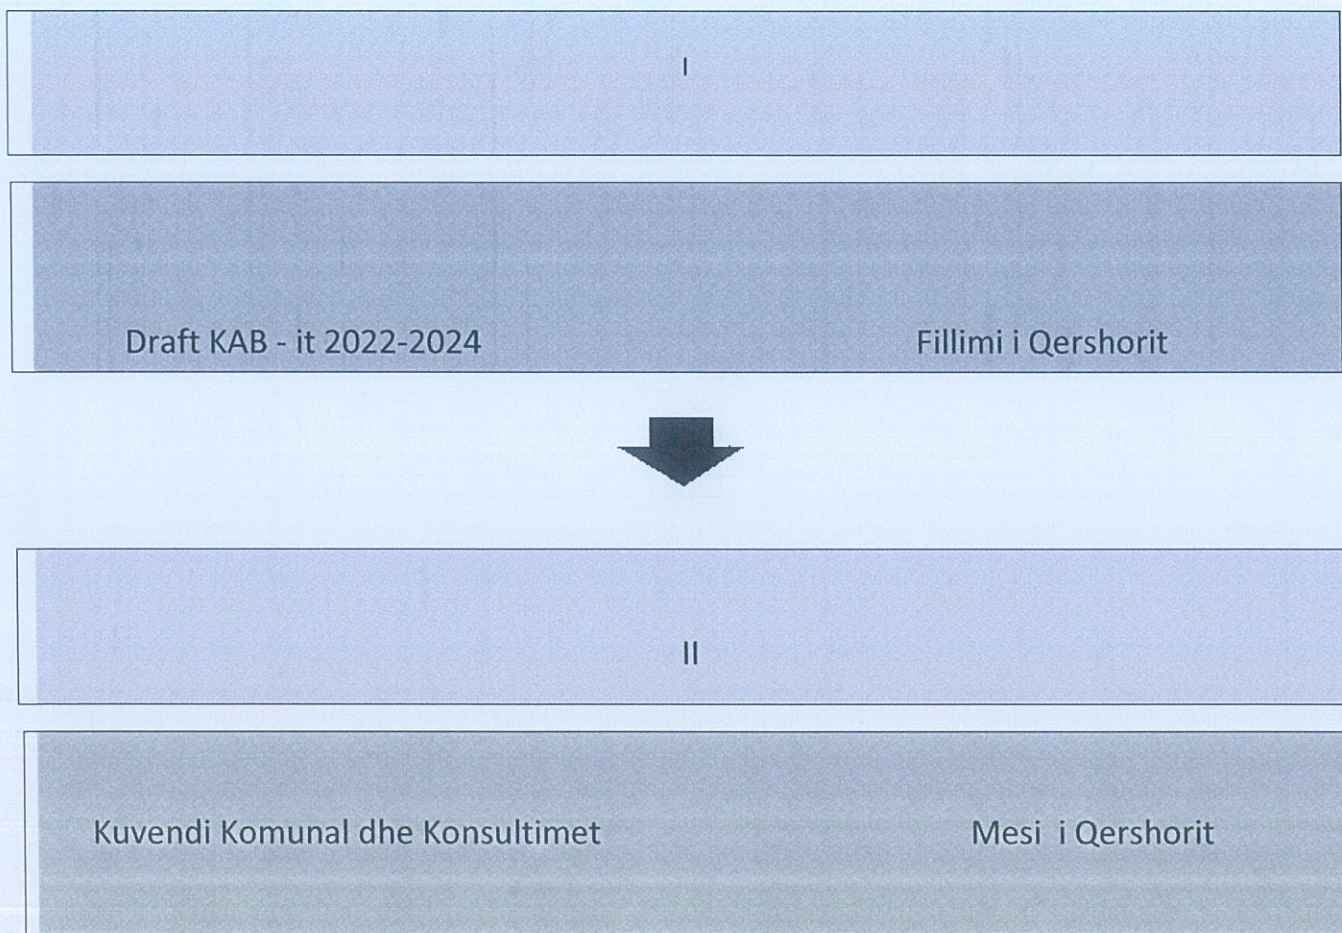 I
Draft KAB - it 2022-2024 Fillimi i Qershorit
II
Kuvendi Komunal dhe Konsultimet Mesi i Qershorit